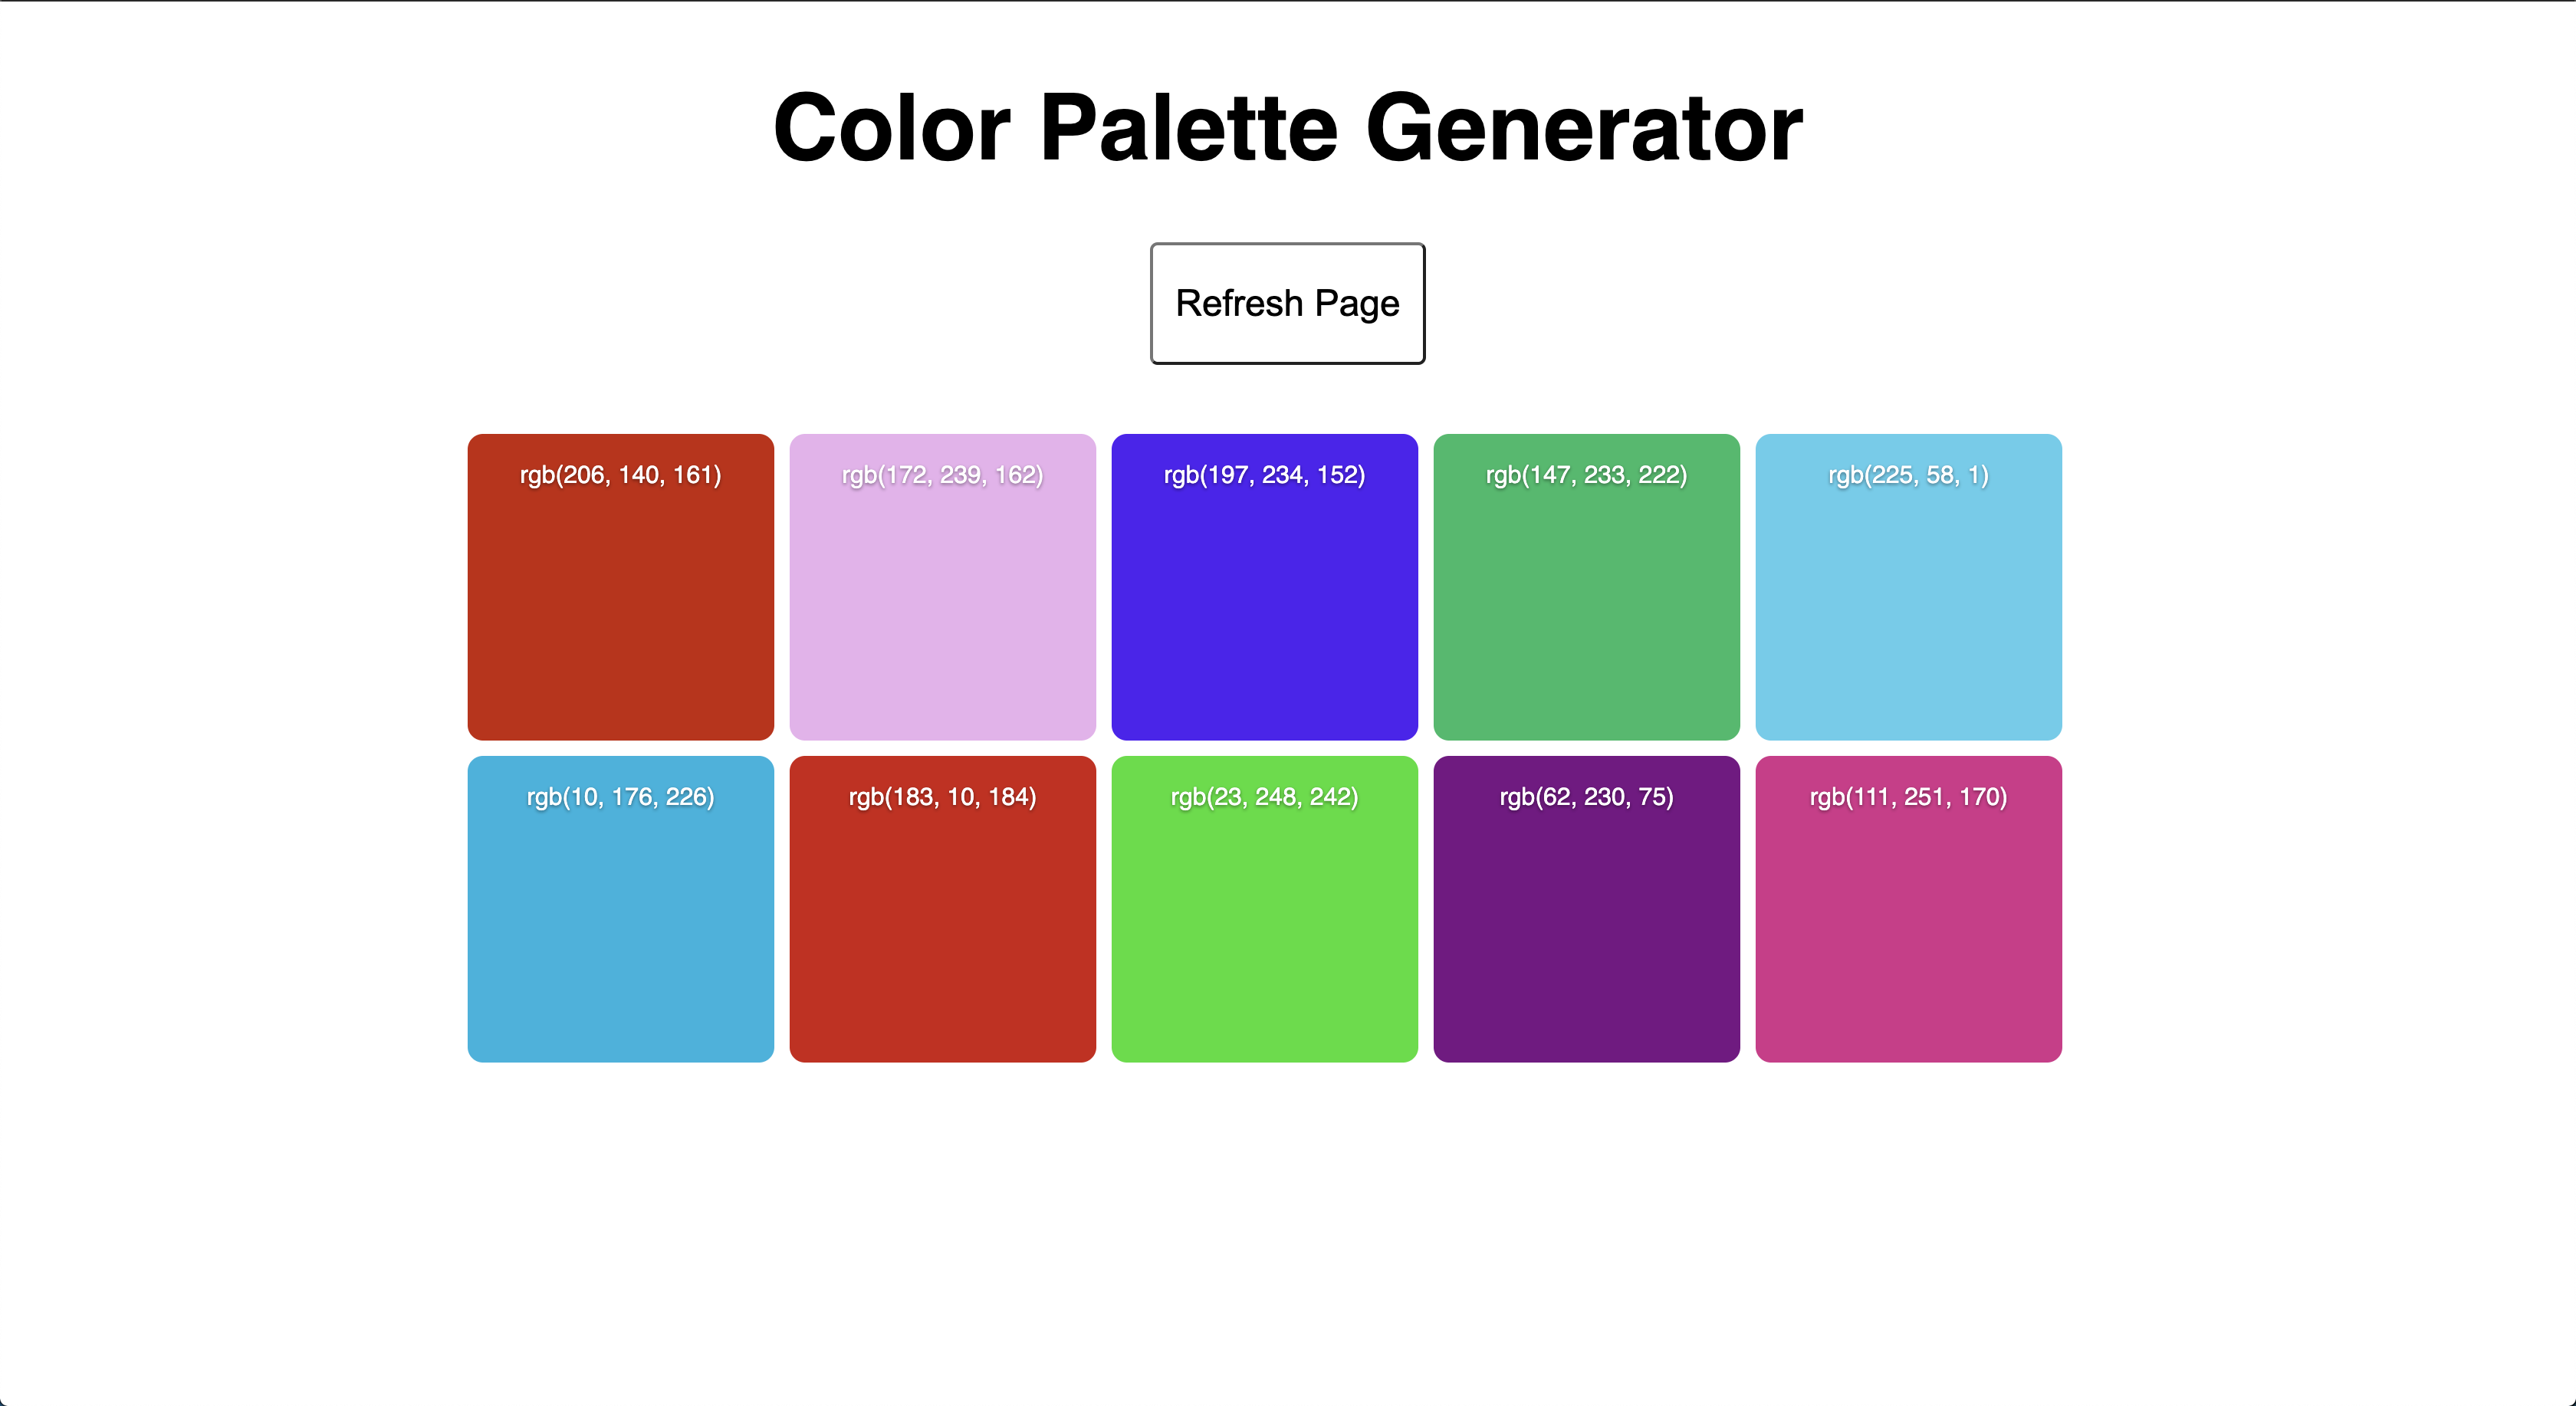 Color Palette Generator
Refresh Page
rgb(206, 140, 161)
rgb(172, 239, 162)
rgb(197, 234, 152)
rgb(147, 233, 222)
rgb(225, 58, 1)
rgb(10, 176, 226)
rgb(183, 10, 184)
rgb(23, 248, 242)
rgb(62, 230, 75)
rgb(111, 251, 170)